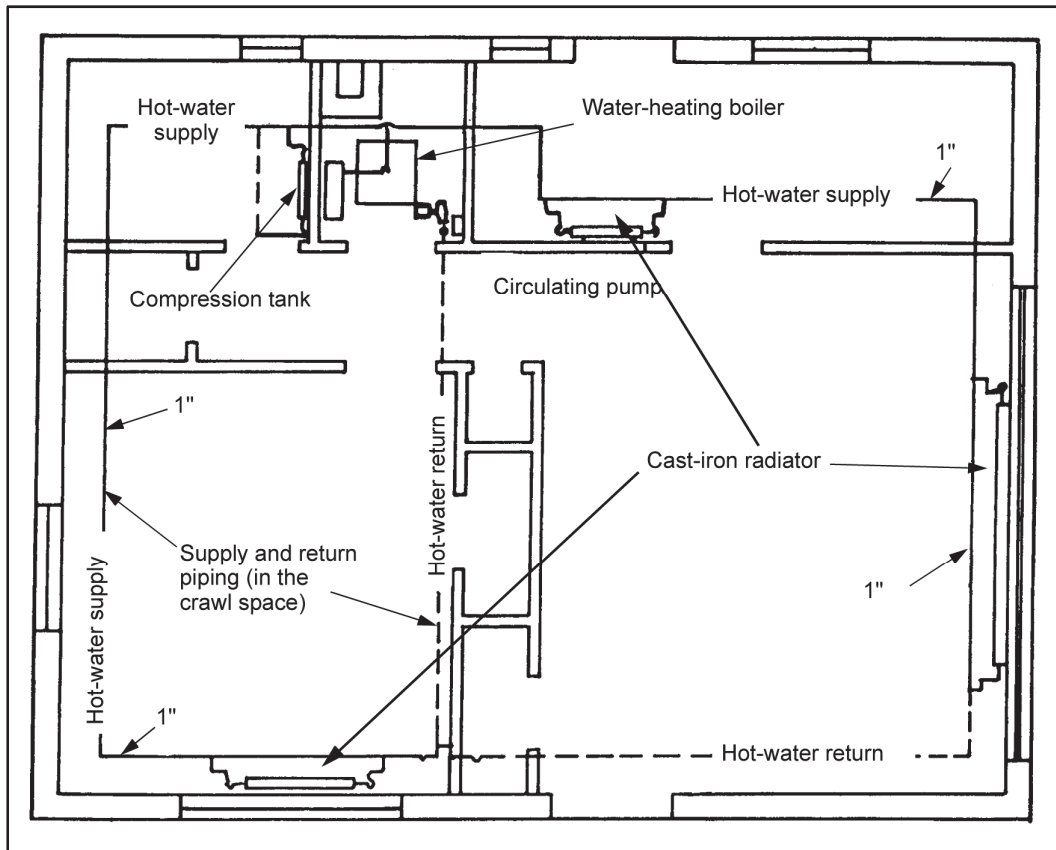 Hot-water
supply
Water-heating boiler
1"
Hot-water supply
Compression tank
Circulating pump
1"
Hot-water return
Cast-iron radiator
Supply and return
piping (in the
crawl space)
1"
Hot-water supply
1"
Hot-water return